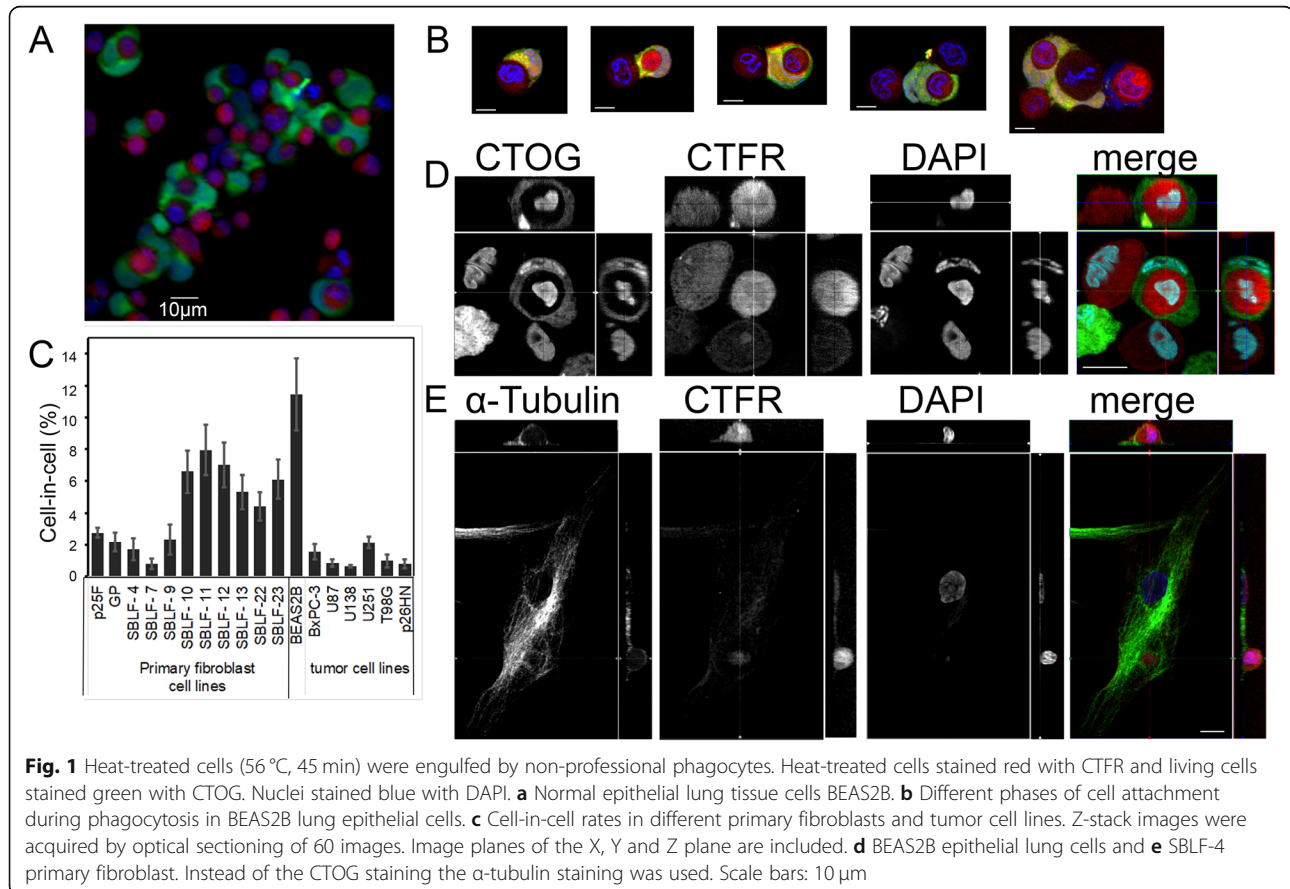 A
B
10µm
CTOG
CTFR
DAPI
merge
D
C
Cell-in-cell (%)
14
12
10
8
6
4
2
0
p25F
GP
SBLF- 4
SBLF- 7
SBLF- 9
SBLF- 10
SBLF- 11
SBLF- 12
SBLF- 13
SBLF-22
SBLF-23
BEAS2B
BxPC-3
U87
U138
U251
T98G
p26HN
Primary fibroblast
cell lines
tumor cell lines
E
α-Tubulin
CTFR
DAPI
merge
Fig. 1 Heat-treated cells (56 °C, 45 min) were engulfed by non-professional phagocytes. Heat-treated cells stained red with CTFR and living cells
stained green with CTOG. Nuclei stained blue with DAPI. a Normal epithelial lung tissue cells BEAS2B. b Different phases of cell attachment
during phagocytosis in BEAS2B lung epithelial cells. c Cell-in-cell rates in different primary fibroblasts and tumor cell lines. Z-stack images were
acquired by optical sectioning of 60 images. Image planes of the X, Y and Z plane are included. d BEAS2B epithelial lung cells and e SBLF-4
primary fibroblast. Instead of the CTOG staining the α-tubulin staining was used. Scale bars: 10 µm